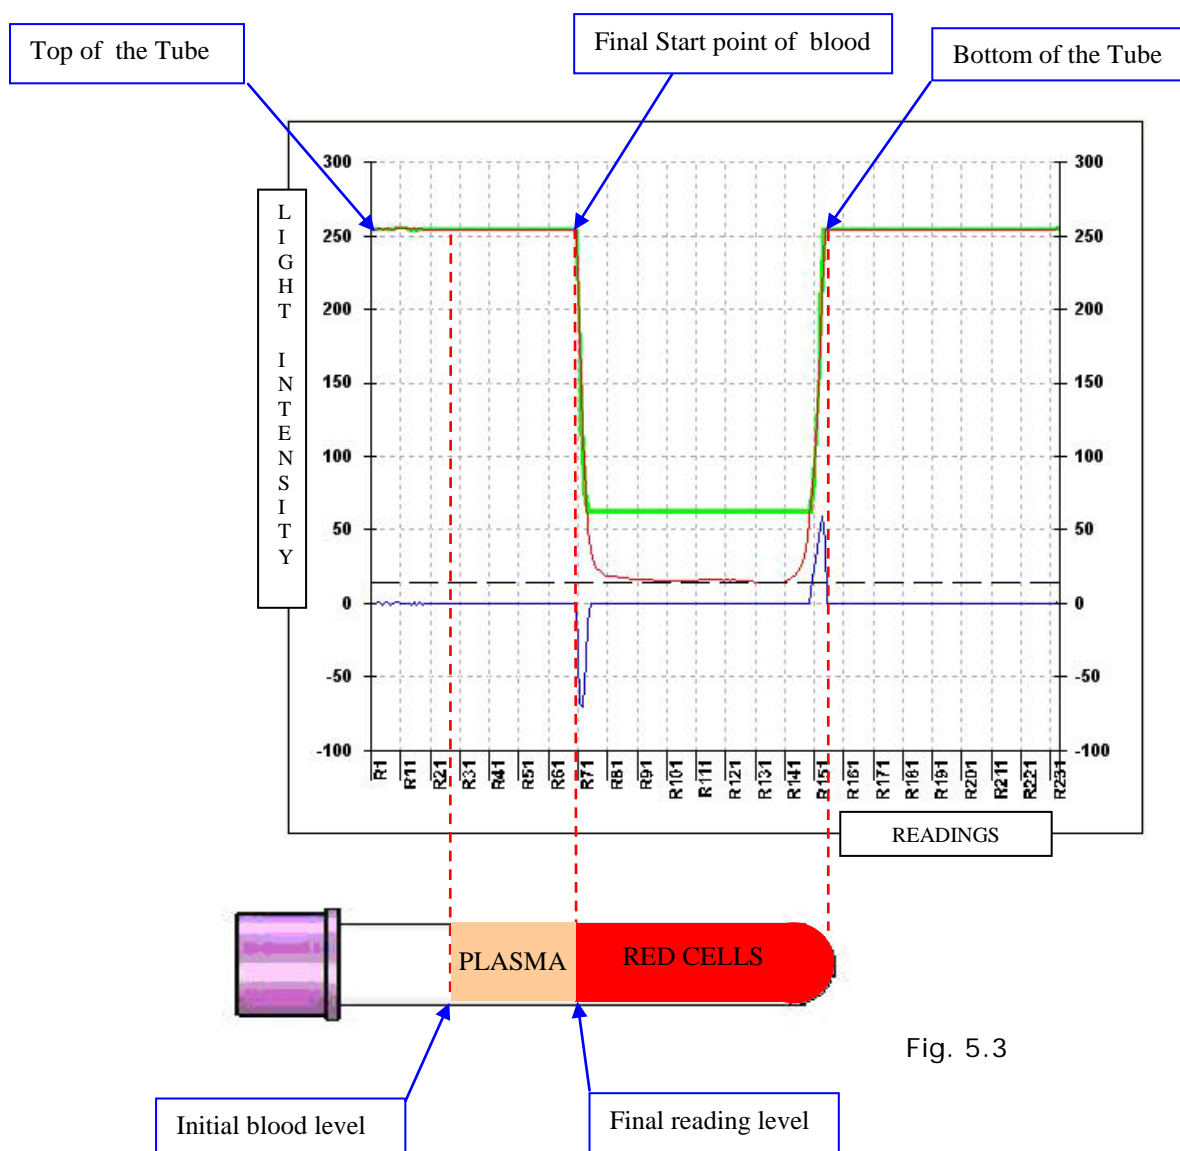 Top of the Tube
Final Start point of blood
Bottom of the Tube
LIGHT INTENSITY
300
250
200
150
100
50
0
-50
-100
300
250
200
150
100
50
0
-50
-100
R1
R11
R21
R31
R41
R51
R61
R71
R81
R91
R101
R111
R121
R131
R141
R151
R161
R171
R181
R191
R201
R211
R221
R231
READINGS
PLASMA
RED CELLS
Fig. 5.3
Initial blood level
Final reading level